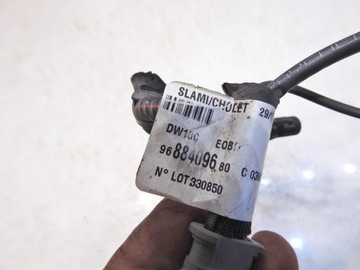 SLAMI/CHOLET 29/
DW10C EOBD
96 884096 80 C 03
N° LOT 330850